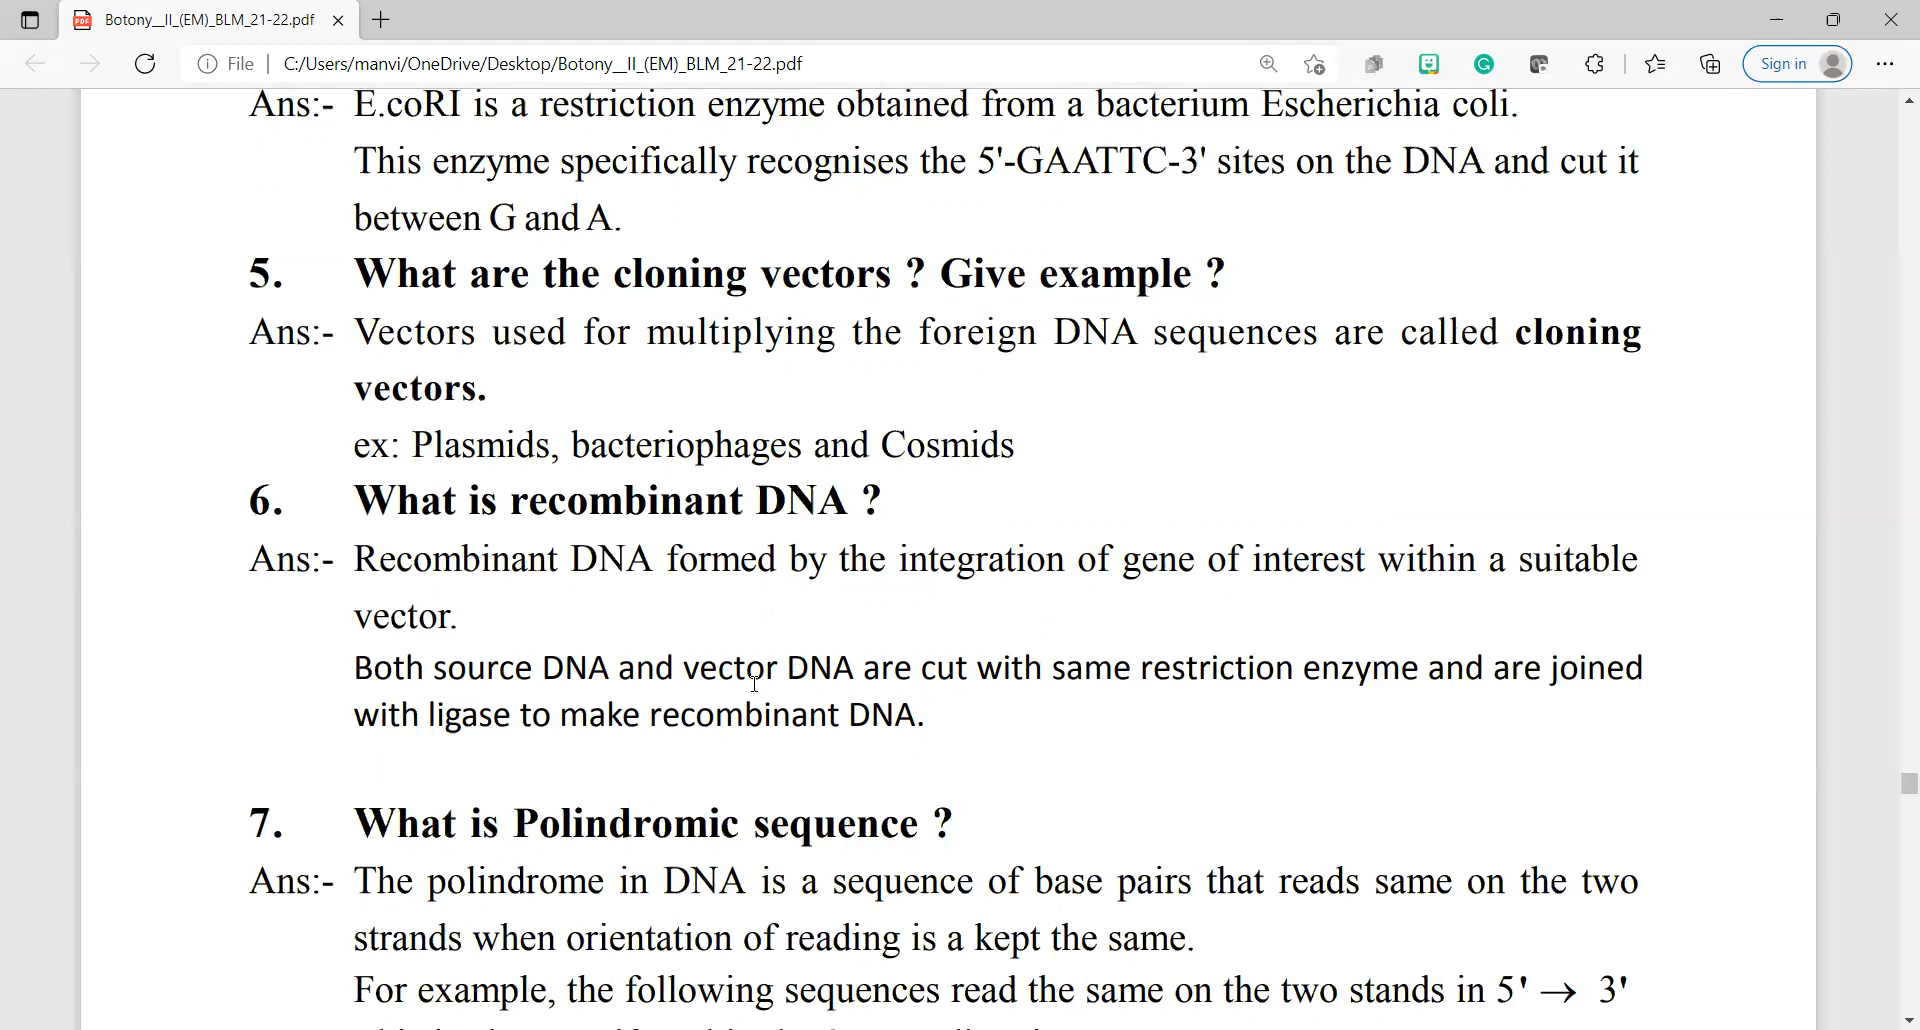 Botony_II_(EM)_BLM_21-22.pdf
File C:/Users/manvi/OneDrive/Desktop/Botony_II_(EM)_BLM_21-22.pdf Sign in
Ans:- E.coRI is a restriction enzyme obtained from a bacterium Escherichia coli.
This enzyme specifically recognises the 5'-GAATTC-3' sites on the DNA and cut it
between G and A.
5. What are the cloning vectors ? Give example ?
Ans:- Vectors used for multiplying the foreign DNA sequences are called cloning
vectors.
ex: Plasmids, bacteriophages and Cosmids
6. What is recombinant DNA ?
Ans:- Recombinant DNA formed by the integration of gene of interest within a suitable
vector.
Both source DNA and vector DNA are cut with same restriction enzyme and are joined
with ligase to make recombinant DNA.
7. What is Polindromic sequence ?
Ans:- The polindrome in DNA is a sequence of base pairs that reads same on the two
strands when orientation of reading is a kept the same.
For example, the following sequences read the same on the two stands in 5' → 3'